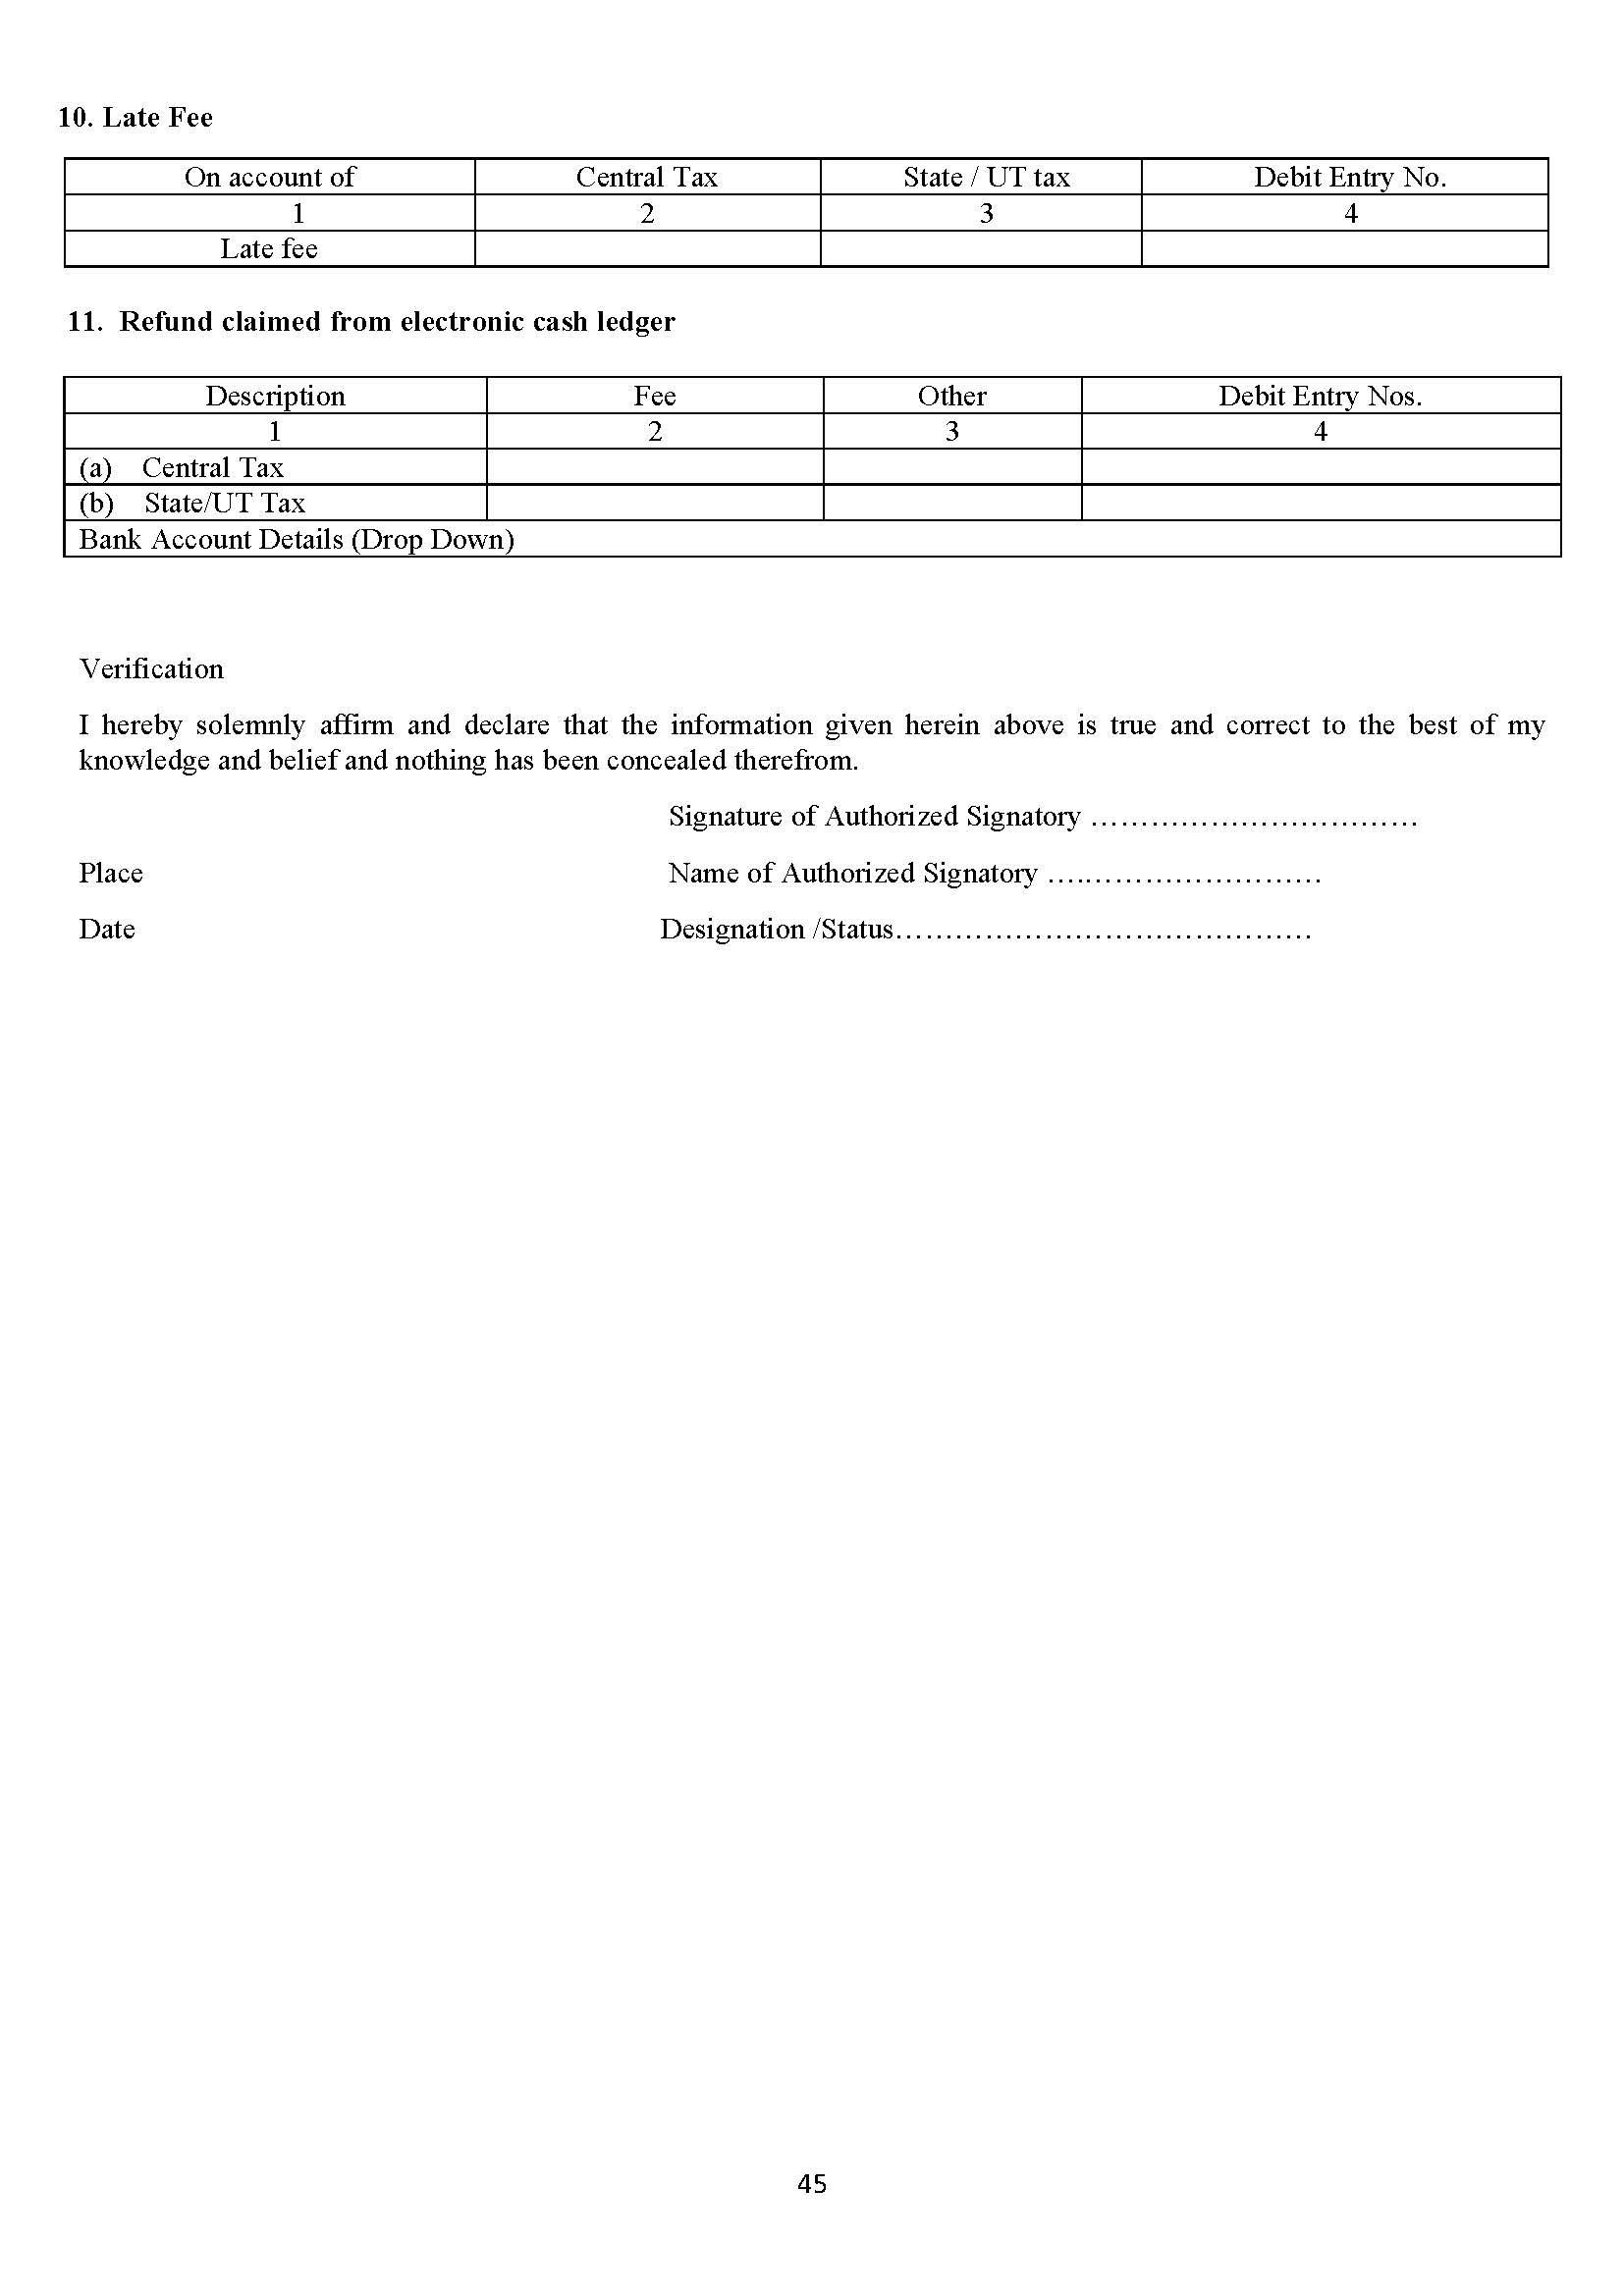 10. Late Fee
On account of Central Tax State / UT tax Debit Entry No.
1 2 3 4
Late fee
11. Refund claimed from electronic cash ledger
Description Fee Other Debit Entry Nos.
1 2 3 4
(a) Central Tax
(b) State/UT Tax
Bank Account Details (Drop Down)
Verification
I hereby solemnly affirm and declare that the information given herein above is true and correct to the best of my
knowledge and belief and nothing has been concealed therefrom.
Signature of Authorized Signatory ……………………………
Place Name of Authorized Signatory ….……………………
Date Designation /Status……………………………………
45